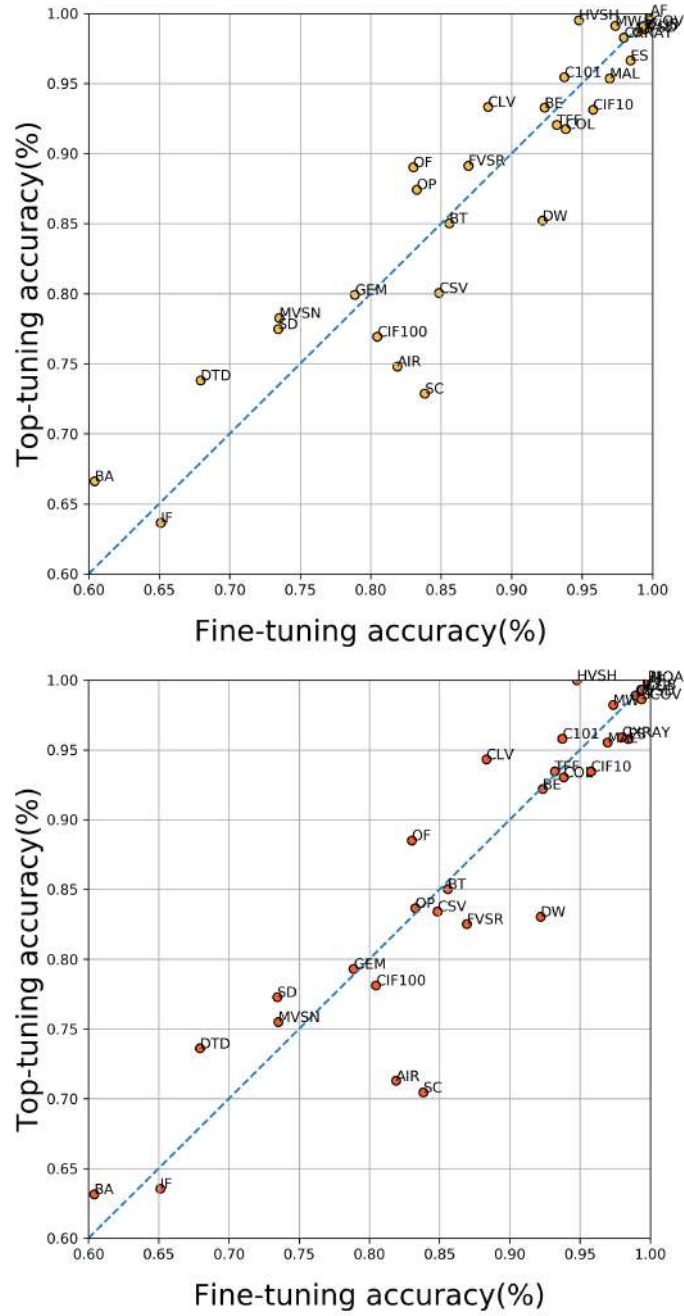 1.00
HVSH
AF
MW
ES
0.95
C101
MAL
CLV
BE
CIF10
TFF
COL
0.90
OF
FVSR
OP
0.85
BT
DW
0.80
GEM
CSV
MVSN
SD
CIF100
0.75
DTD
AIR
SC
0.70
BA
0.65
IF
0.60
Top-tuning accuracy(%)
0.60 0.65 0.70 0.75 0.80 0.85 0.90 0.95 1.00
Fine-tuning accuracy(%)
1.00
HVSH
MW
COV
0.95
C101
MAL
CXRAY
CLV
TFF
COL
CIF10
BE
0.90
OF
0.85
BT
OP
CSV
FVSR
DW
0.80
GEM
CIF100
SD
MVSN
0.75
DTD
AIR
SC
0.70
0.65
BA
IF
0.60
Top-tuning accuracy(%)
0.60 0.65 0.70 0.75 0.80 0.85 0.90 0.95 1.00
Fine-tuning accuracy(%)